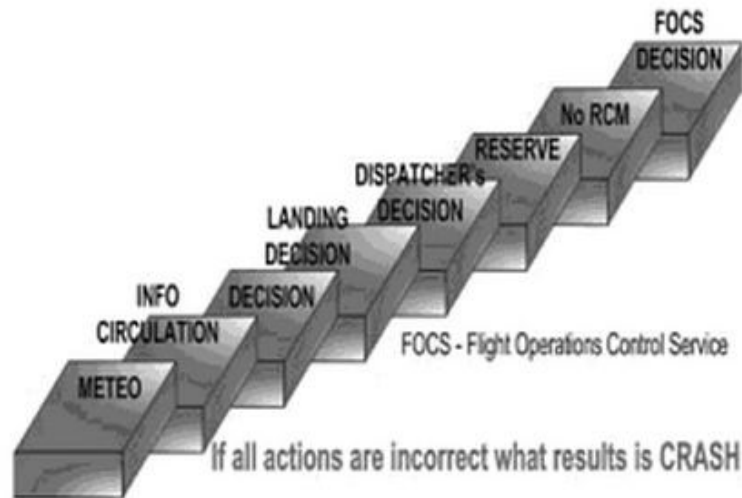 FOCS
DECISION
No RCM
RESERVE
DISPATCHER's
DECISION
LANDING
DECISION
DECISION
INFO
CIRCULATION
METEO
FOCS - Flight Operations Control Service
If all actions are incorrect what results is CRASH